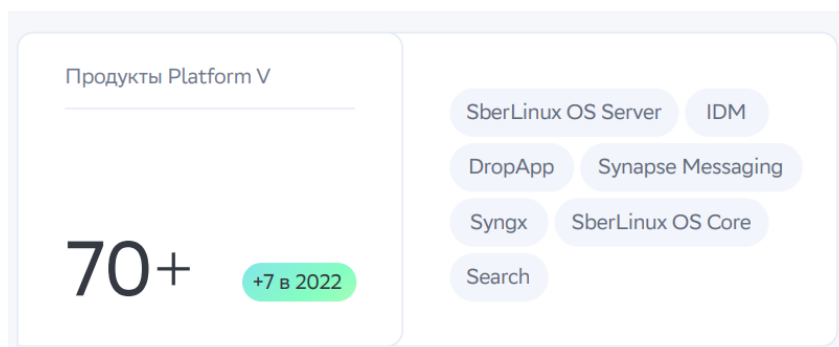 Продукты Platform V
70+
+7 в 2022
SberLinux OS Server
IDM
DropApp
Synapse Messaging
Syngx
SberLinux OS Core
Search